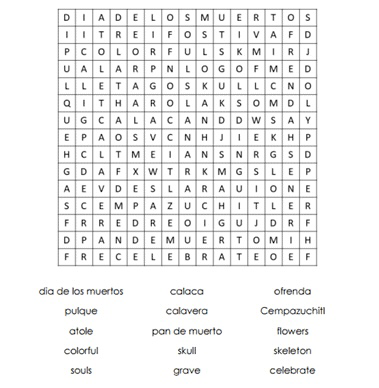 D I A D E L O S M U E R T O S
I I T R E I F O S T I V A F D
P C O L O R F U L S K M I R J
U A L A R P N L O G O F M E D
L L E T A G O S K U L L C N O
Q I T H A R O L A K S O M D L
U G C A L A C A N D D W S A Y
E P A O S V C N H J I E K H P
H C L T M E I A N S N R G S D
G D A F X W T R K M G S L E P
A E V D E S L A R A U I O N E
S C E M P A Z U C H I T L E R
F R R E D R E O I G U J D R F
D P A N D E M U E R T O M I H
F R E C E L E B R A T E O E F
dia de los muertos calaca ofrenda
pulque calavera Cempazuchitl
atole pan de muerto flowers
colorful skull skeleton
souls grave celebrate